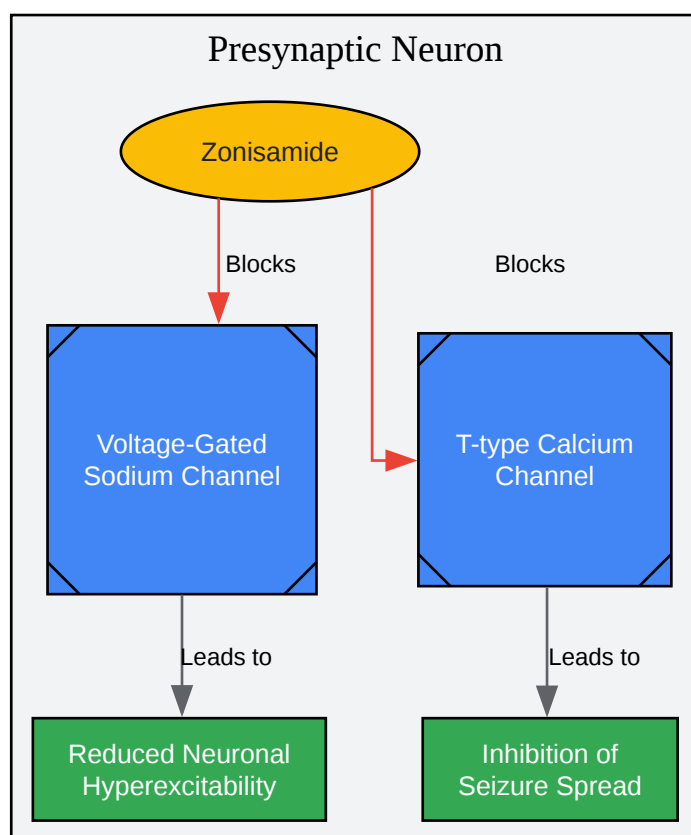 Presynaptic Neuron
Zonisamide
Blocks
Blocks
Voltage-Gated
Sodium Channel
T-type Calcium
Channel
Leads to
Leads to
Reduced Neuronal
Hyperexcitability
Inhibition of
Seizure Spread